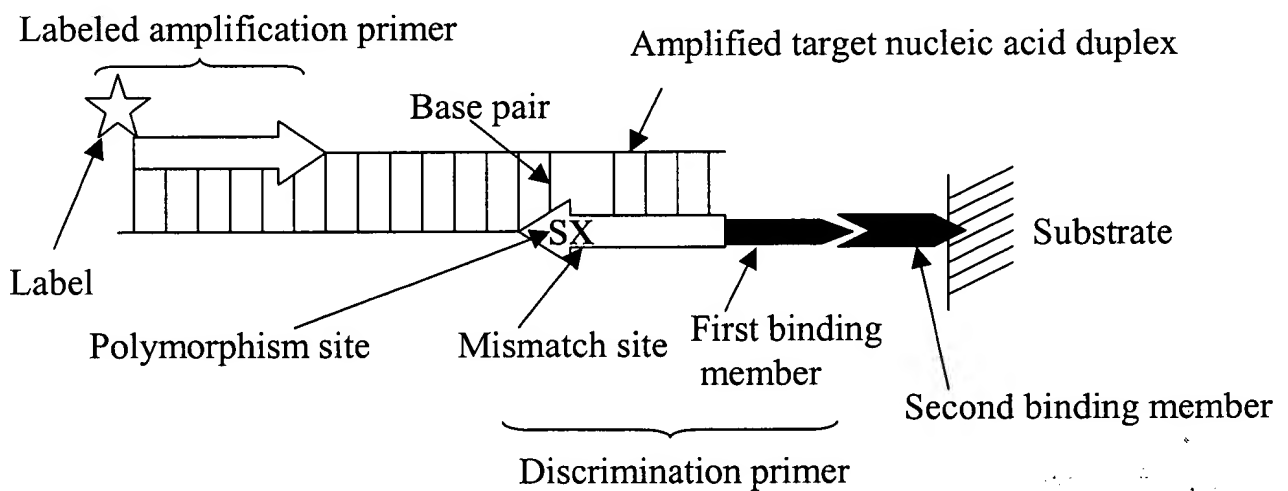 Labeled amplification primer
Amplified target nucleic acid duplex
Base pair
SX
Substrate
Label
Polymorphism site
Mismatch site
First binding
member
Second binding member
Discrimination primer